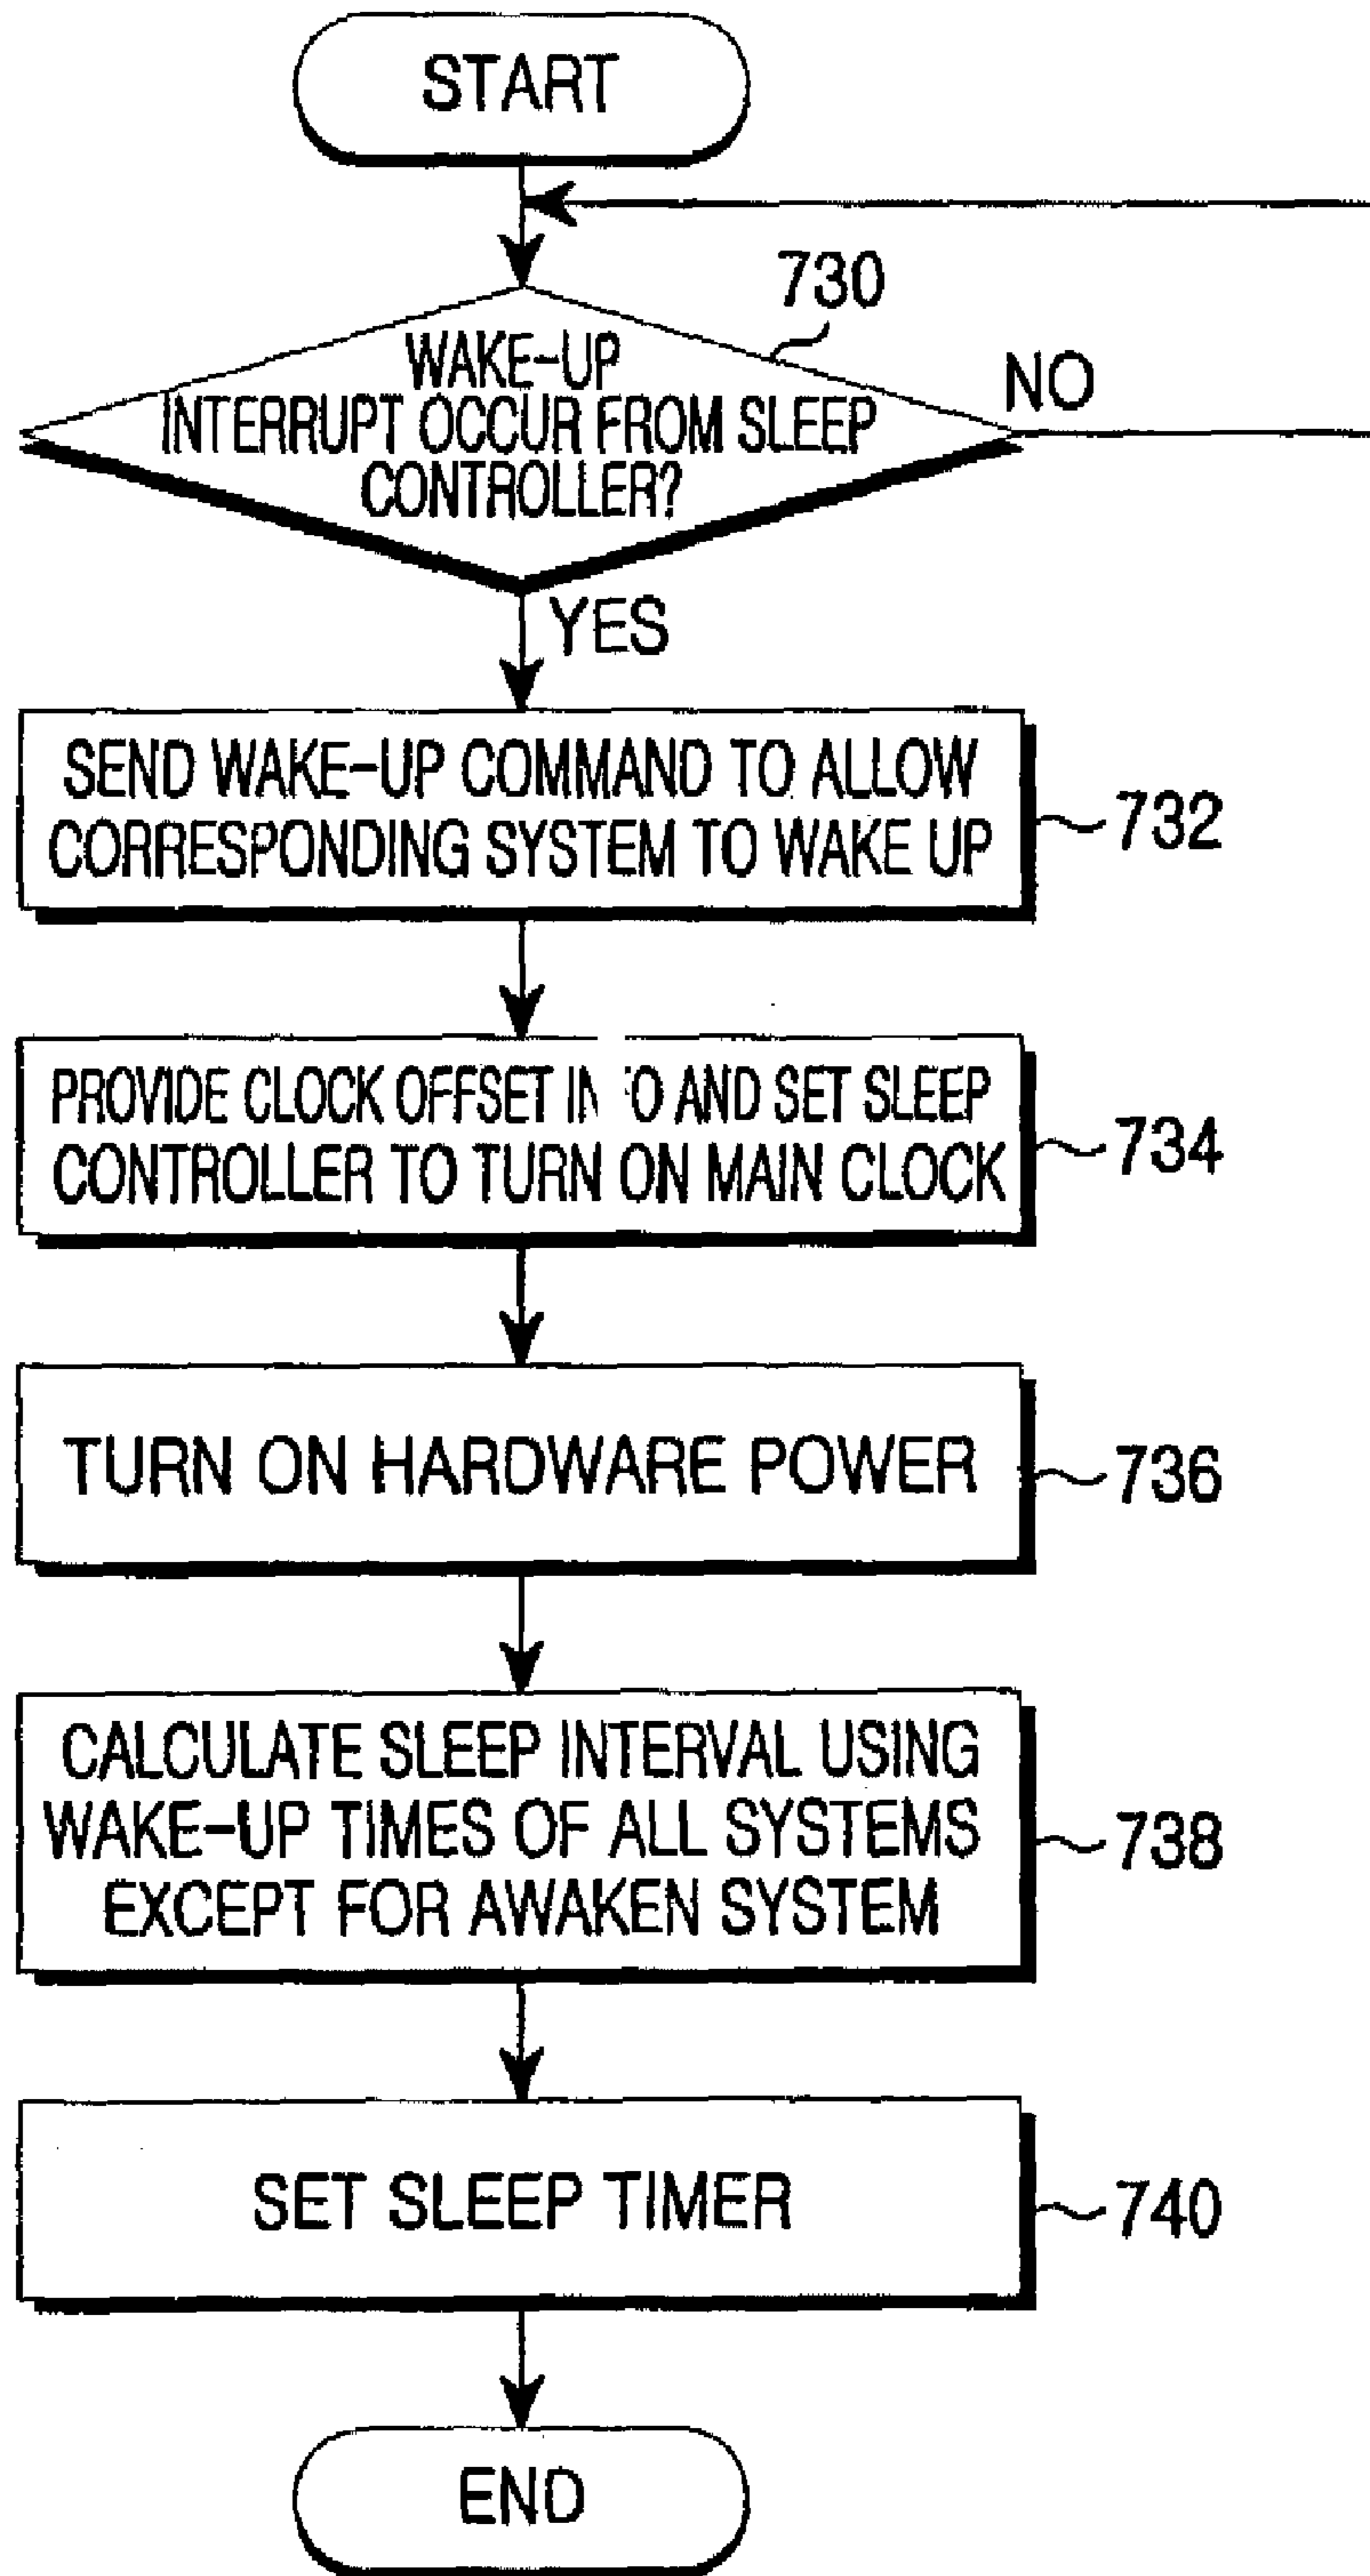 START
730
WAKE-UP
INTERRUPT OCCUR FROM SLEEP
CONTROLLER?
NO
YES
SEND WAKE-UP COMMAND TO ALLOW
CORRESPONDING SYSTEM TO WAKE UP
732
PROVIDE CLOCK OFFSET AND SET SLEEP
CONTROLLER TO TURN ON MAIN CLOCK
734
TURN ON HARDWARE POWER
736
CALCULATE SLEEP INTERVAL USING
WAKE-UP TIMES OF ALL SYSTEMS
EXCEPT FOR AWAKEN SYSTEM
738
SET SLEEP TIMER
740
END